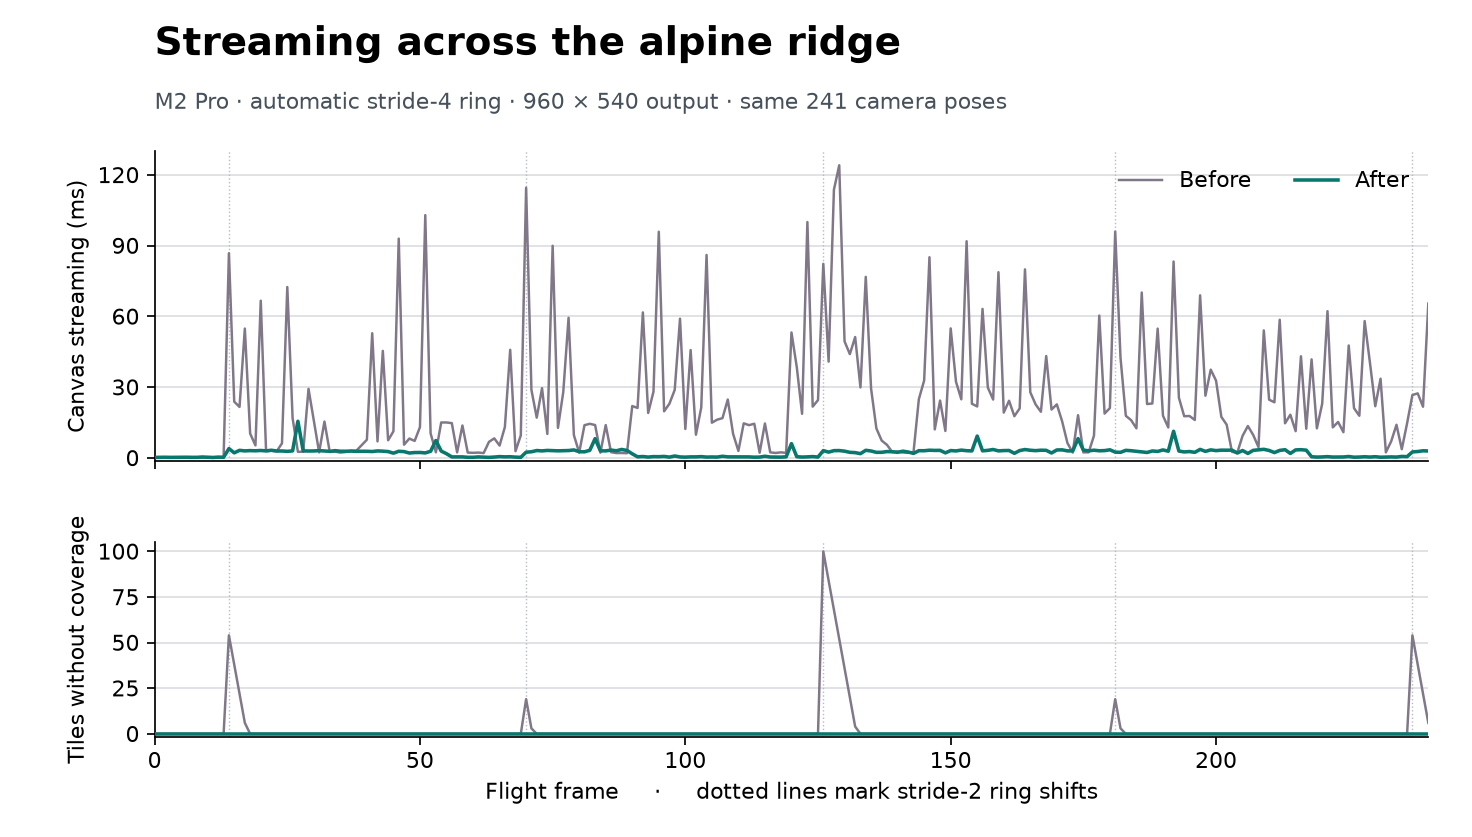 Streaming across the alpine ridge
M2 Pro · automatic stride-4 ring · 960 × 540 output · same 241 camera poses
Canvas streaming (ms)
120
90
60
30
0
Before
After
Tiles without coverage
100
75
50
25
0
0 50 100 150 200
Flight frame · dotted lines mark stride-2 ring shifts